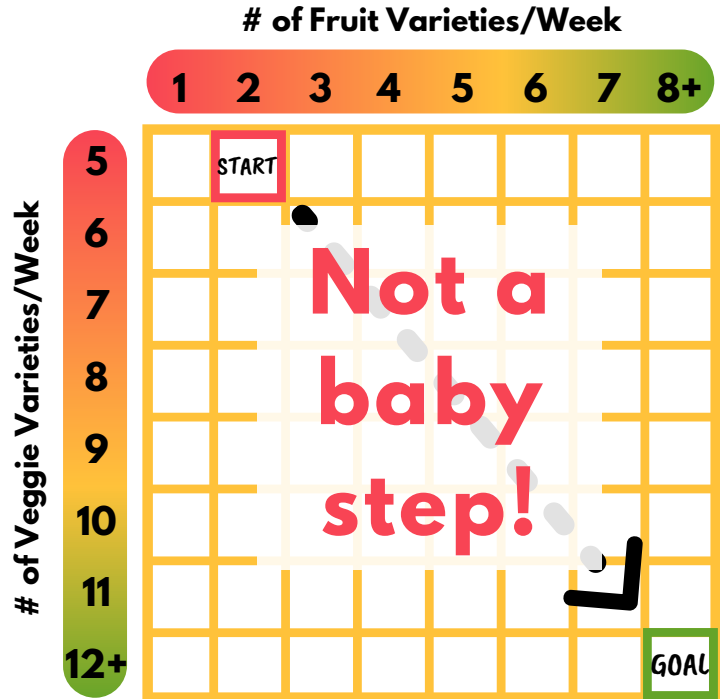 # of Fruit Varieties/Week
1 2 3 4 5 6 7 8+
# of Veggie Varieties/Week
5
6
7
8
9
10
11
12+
START
Not a
baby
step!
GOAL